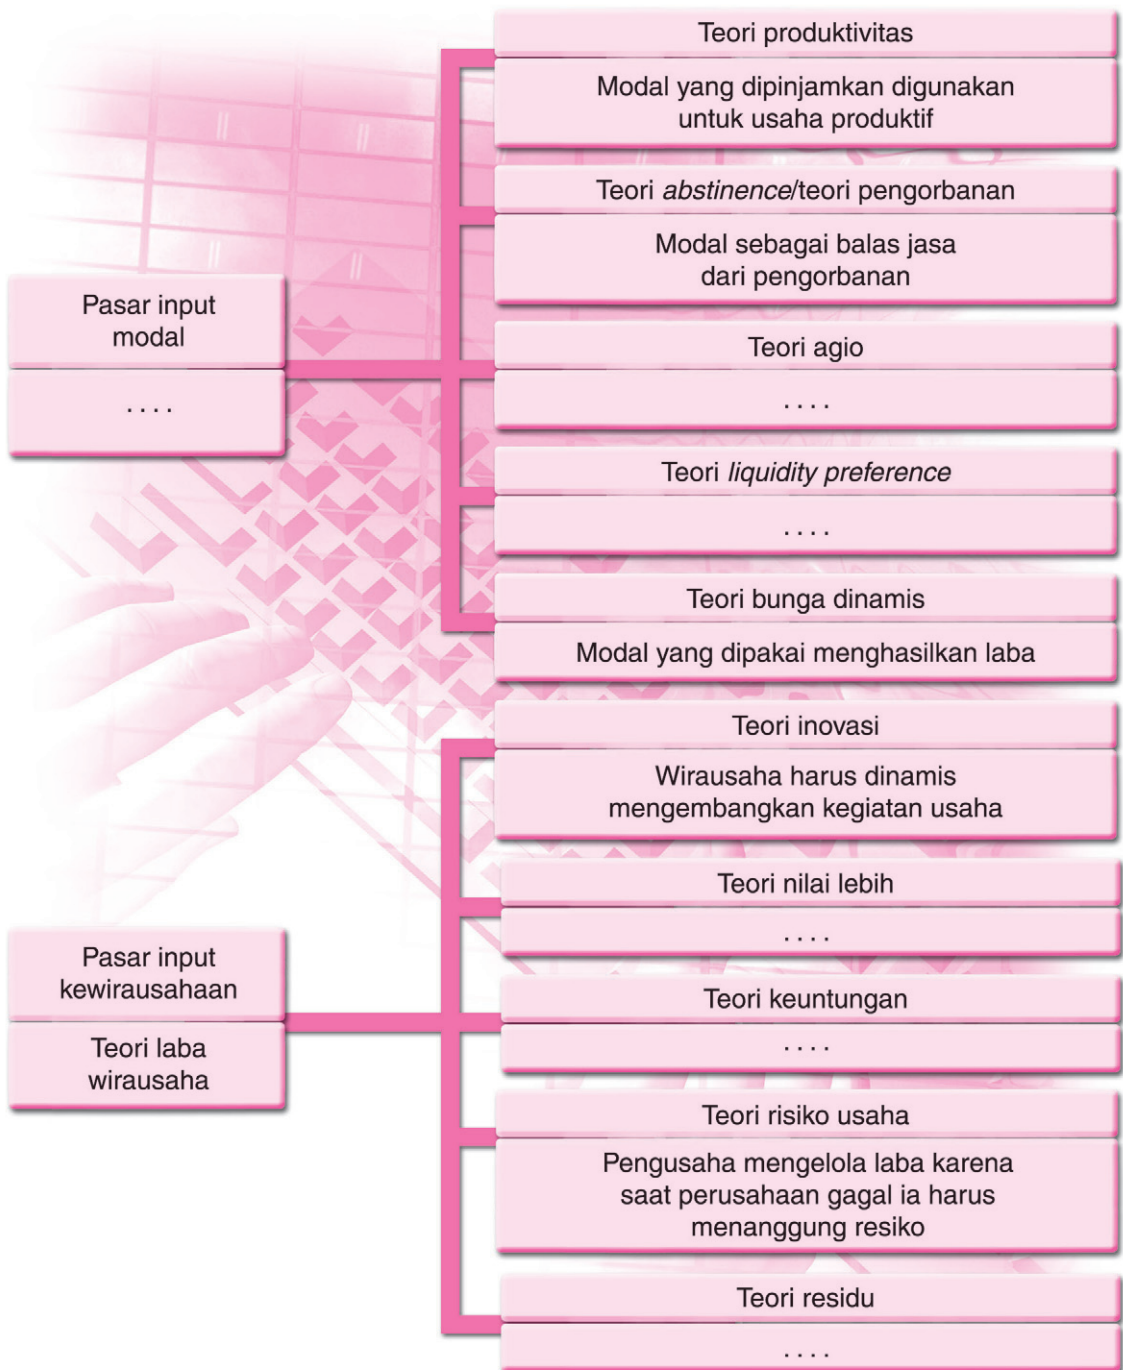 Teori produktivitas
Modal yang dipinjamkan digunakan
untuk usaha produktif
Teori abstinence/teori pengorbanan
Modal sebagai balas jasa
dari pengorbanan
Pasar input
modal
. . . .
Teori agio
. . . .
Teori liquidity preference
. . . .
Teori bunga dinamis
Modal yang dipakai menghasilkan laba
Teori inovasi
Wirausaha harus dinamis
mengembangkan kegiatan usaha
Teori nilai lebih
. . . .
Pasar input
kewirausahaan
Teori laba
wirausaha
Teori keuntungan
. . . .
Teori risiko usaha
Pengusaha mengelola laba karena
saat perusahaan gagal ia harus
menanggung resiko
Teori residu
. . . .